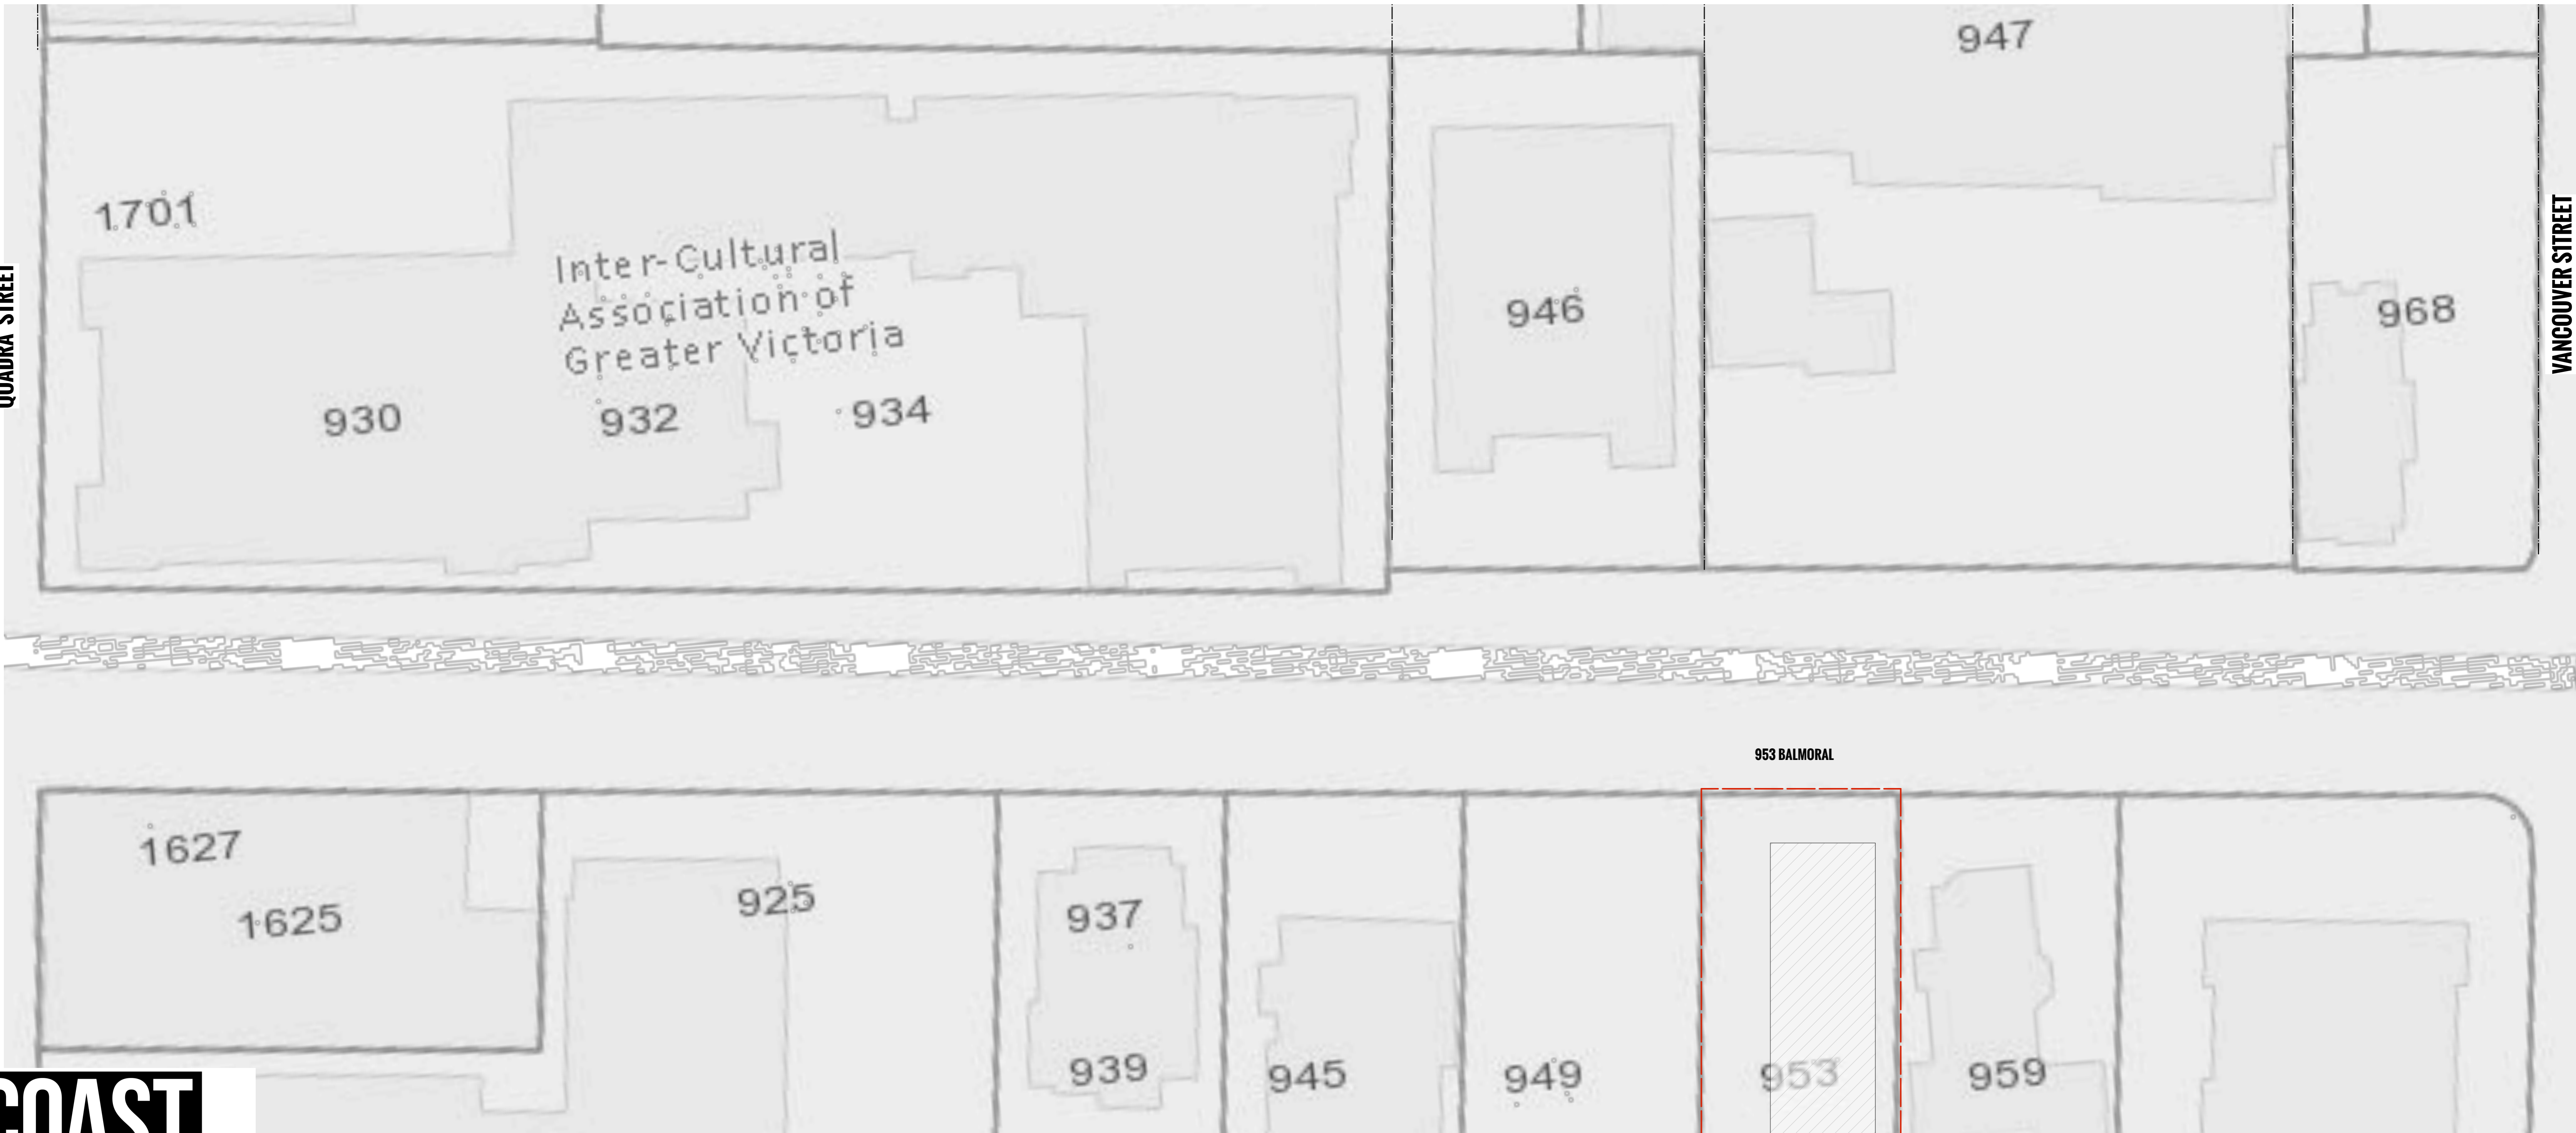 947
1701
Inter-Cultural
Association of
Greater Victoria
930
932
934
946
968
QUADRA STREET
VANCOUVER STREET
953 BALMORAL
1627
1625
925
937
939
945
949
953
959
COAST